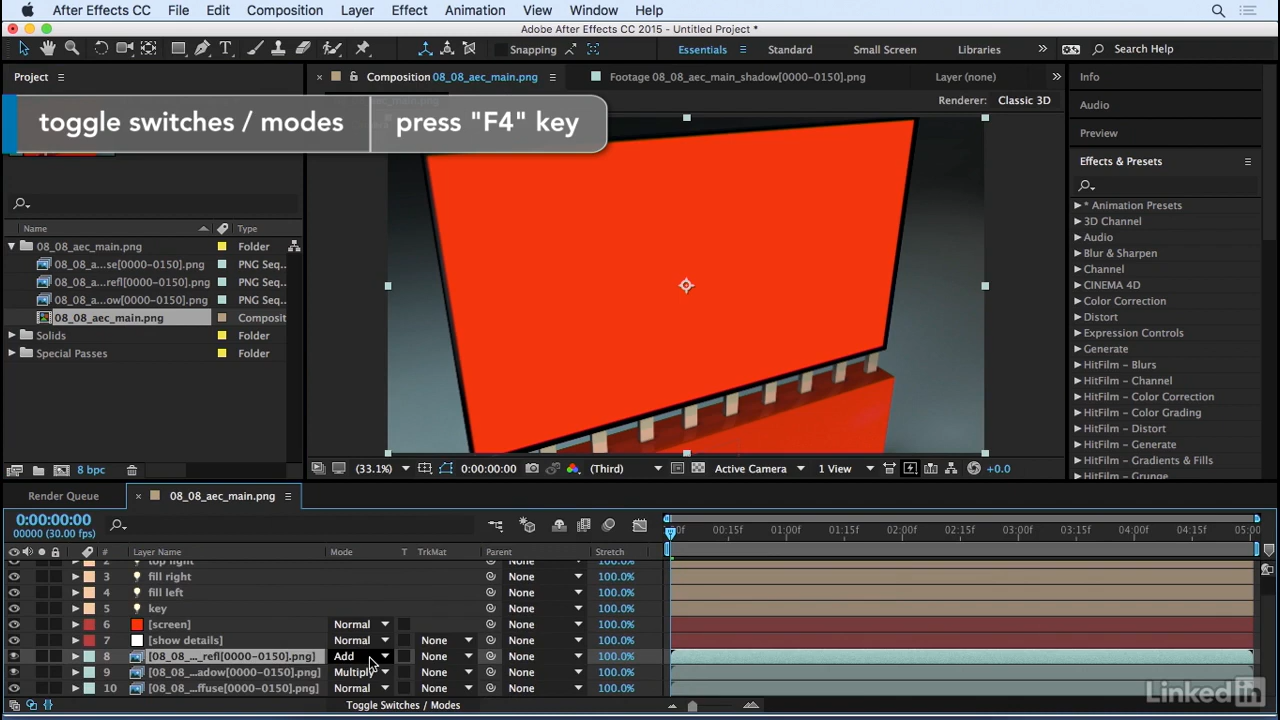 After Effects CC File Edit Composition Layer Effect Animation View Window Help
Adobe After Effects CC 2015 - Untitled Project *
Snapping Essentials Standard Small Screen Libraries Search Help
Project Composition 08_08_aec_main.png Footage 08_08_aec_main_shadow[0000-0150).png Layer (none) Info
Renderer: Classic 3D
Audio
toggle switches / modes press "F4" key
Preview
Effects & Presets
Name Type
* Animation Presets
3D Channel
Audio
Blur & Sharpen
Channel
CINEMA 4D
Color Correction
Distort
Expression Controls
Generate
HitFilm - Blurs
HitFilm - Channel
HitFilm - Color Correction
HitFilm - Color Grading
HitFilm - Distort
HitFilm - Generate
HitFilm - Gradients & Fills
HitFilm - Grunge
08_08_aec_main.png Folder
08_08_a...se[0000-0150).png PNG Seq..
08_08_a...refl[0000-0150).png PNG Seq..
08_08_a...ow[0000-0150).png PNG Seq..
08_08_aec_main.png Composit
Solids Folder
Special Passes Folder
8 bpc (33.1%) 0:00:00:00 (Third) Active Camera 1 View +0.0
Render Queue 08_08_aec_main.png
0:00:00:00
00000 (30.00 fps)
00:15f 01:00f 01:15f 02:00f 02:15f 03:00f 03:15f 04:00f 04:15f 05:00
# Layer Name Mode T TrkMat Parent Stretch
2 top light None 100.0%
3 fill right None 100.0%
4 fill left None 100.0%
5 key None 100.0%
6 [screen] Normal None 100.0%
7 [show details] Normal None None 100.0%
8 [08_08_..._refl[0000-0150).png] Add None None 100.0%
9 [08_08_...adow[0000-0150).png] Multiply None None 100.0%
10 [08_08_...ffuse[0000-0150).png] Normal None None 100.0%
Toggle Switches / Modes
LinkedIn